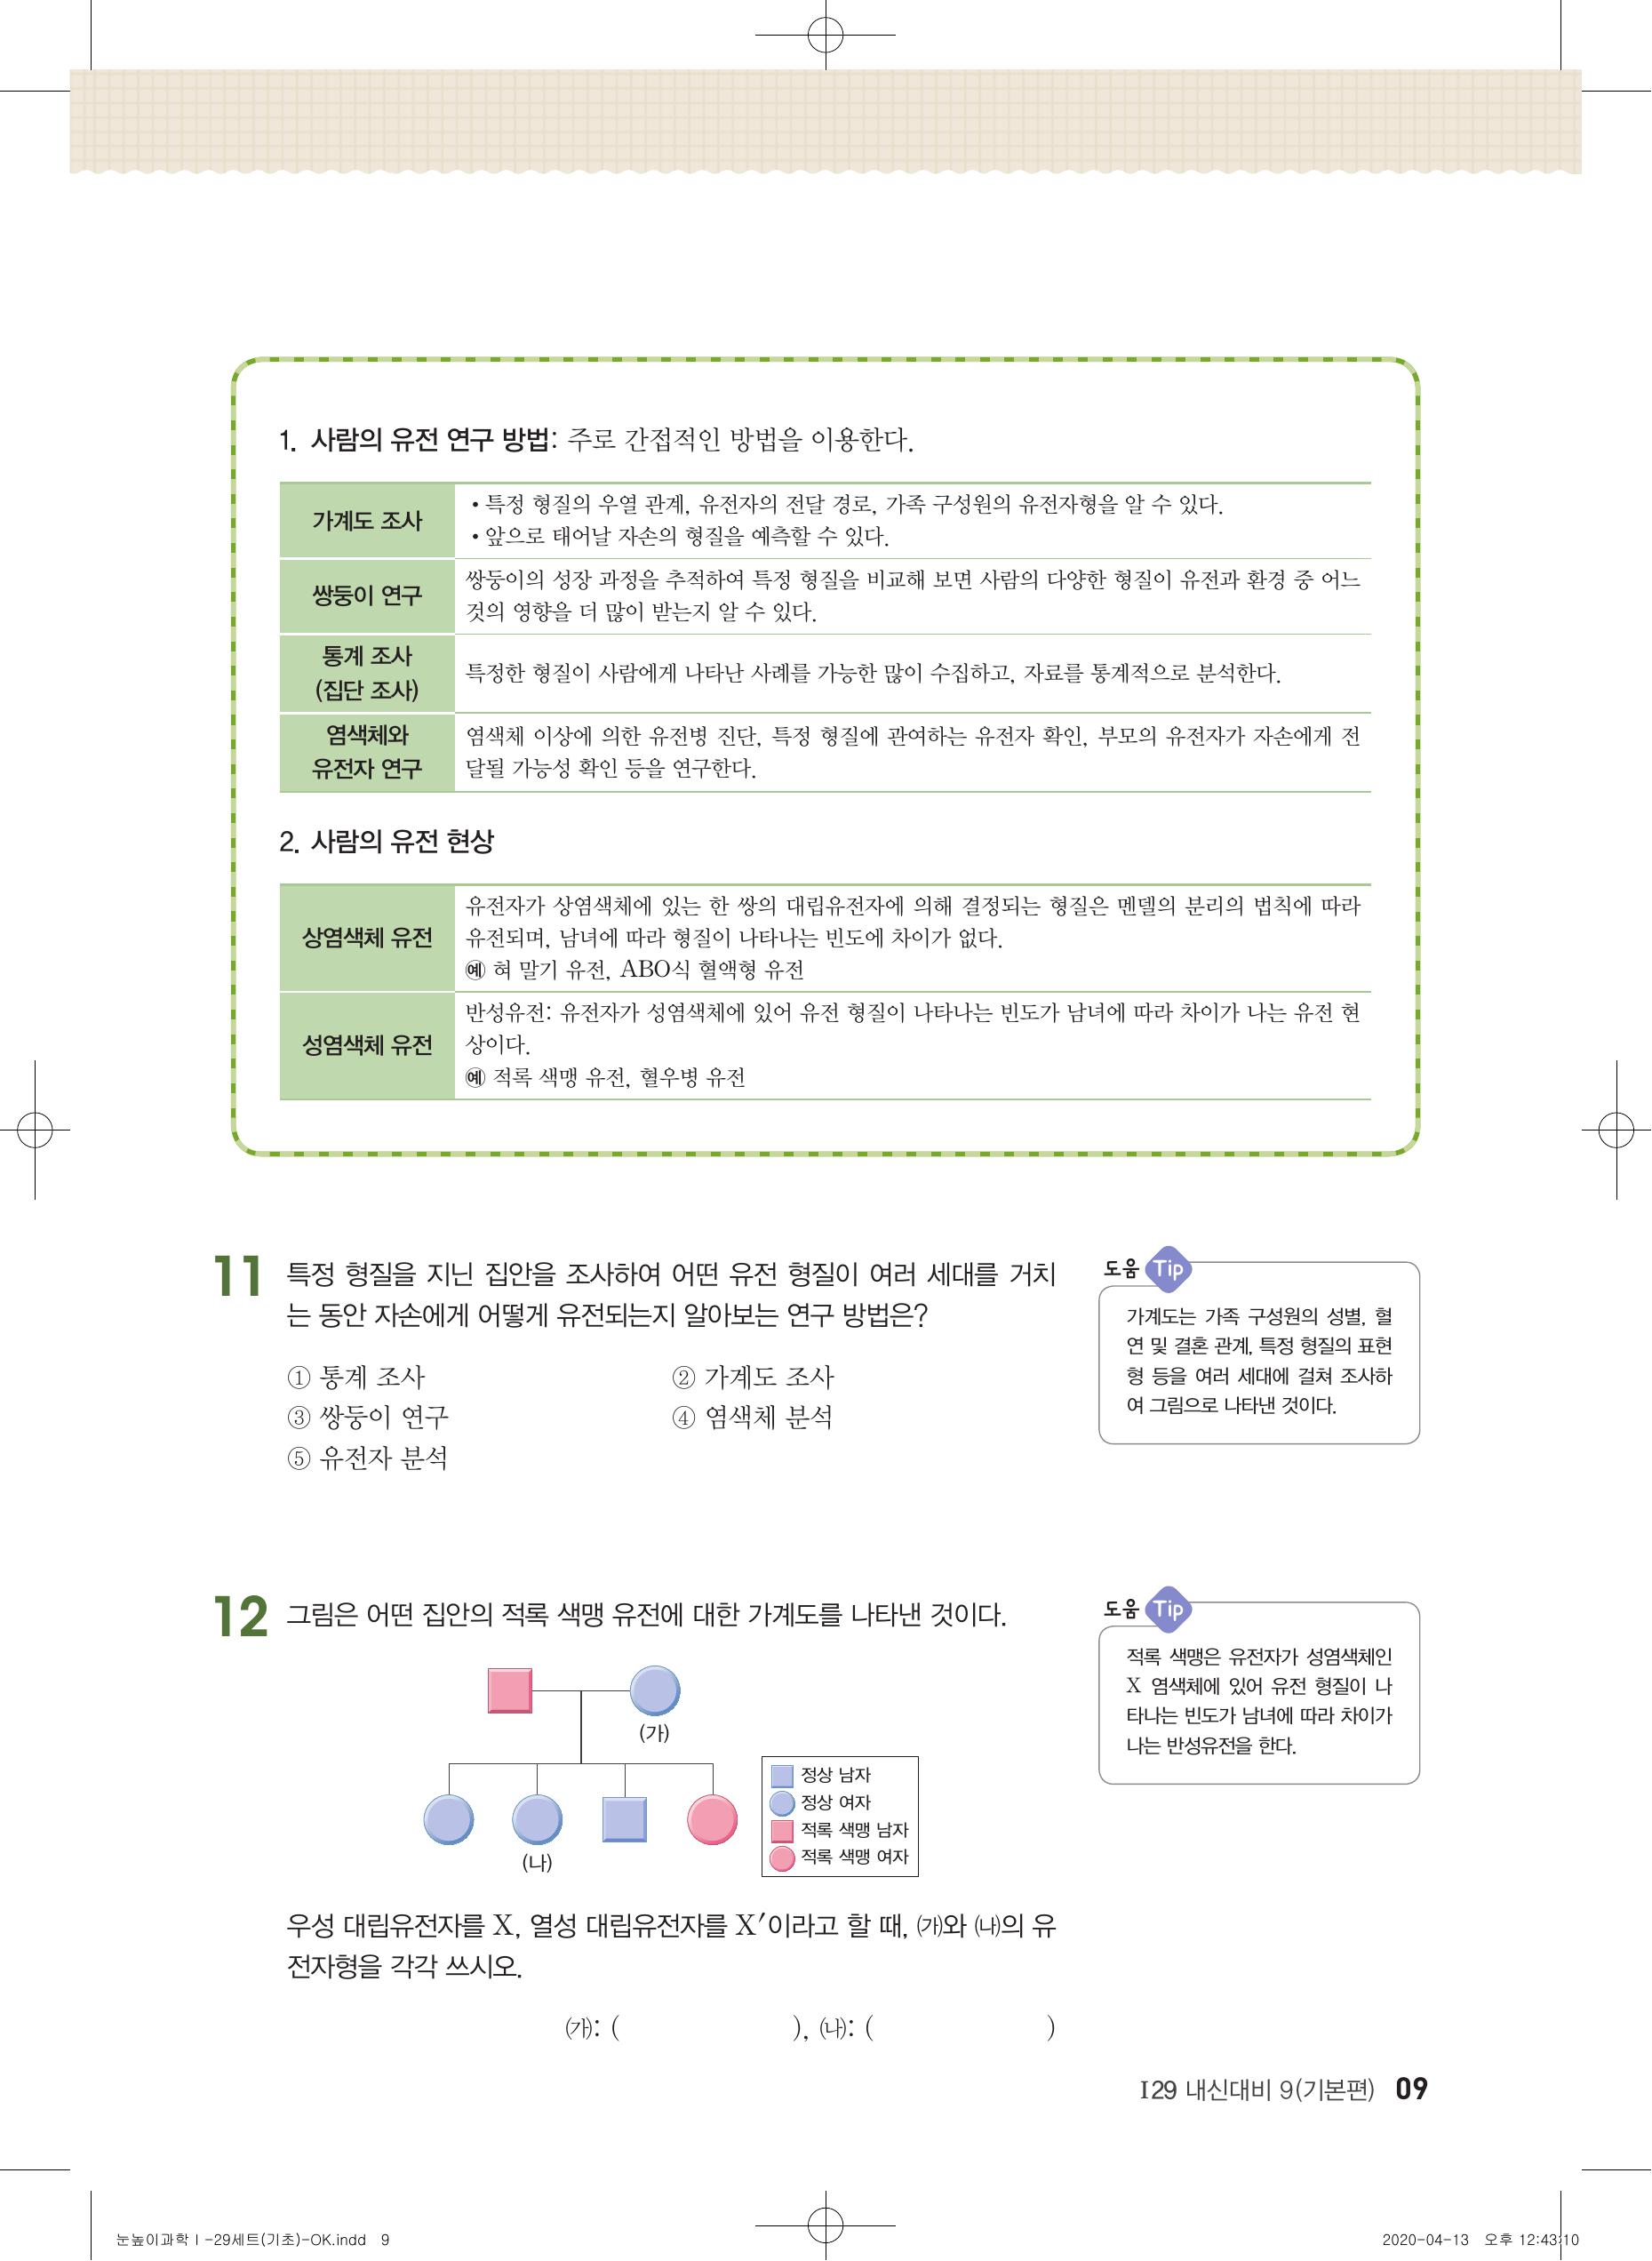 1. 사람의 유전 연구 방법: 주로 간접적인 방법을 이용한다.
가계도 조사
• 특정 형질의 우열 관계, 유전자의 전달 경로, 가족 구성원의 유전자형을 알 수 있다.
• 앞으로 태어날 자손의 형질을 예측할 수 있다.
쌍둥이 연구
쌍둥이의 성장 과정을 추적하여 특정 형질을 비교해 보면 사람의 다양한 형질이 유전과 환경 중 어느
것의 영향을 더 많이 받는지 알 수 있다.
통계 조사
(집단 조사)
특정한 형질이 사람에게 나타난 사례를 가능한 많이 수집하고, 자료를 통계적으로 분석한다.
염색체와
유전자 연구
염색체 이상에 의한 유전병 진단, 특정 형질에 관여하는 유전자 확인, 부모의 유전자가 자손에게 전
달될 가능성 확인 등을 연구한다.
2. 사람의 유전 현상
상염색체 유전
유전자가 상염색체에 있는 한 쌍의 대립유전자에 의해 결정되는 형질은 멘델의 분리의 법칙에 따라
유전되며, 남녀에 따라 형질이 나타나는 빈도에 차이가 없다.
예 혀 말기 유전, ABO식 혈액형 유전
성염색체 유전
반성유전: 유전자가 성염색체에 있어 유전 형질이 나타나는 빈도가 남녀에 따라 차이가 나는 유전 현
상이다.
예 적록 색맹 유전, 혈우병 유전
11 특정 형질을 지닌 집안을 조사하여 어떤 유전 형질이 여러 세대를 거치
는 동안 자손에게 어떻게 유전되는지 알아보는 연구 방법은?
① 통계 조사 ② 가계도 조사
③ 쌍둥이 연구 ④ 염색체 분석
⑤ 유전자 분석
도움 Tip
가계도는 가족 구성원의 성별, 혈
연 및 결혼 관계, 특정 형질의 표현
형 등을 여러 세대에 걸쳐 조사하
여 그림으로 나타낸 것이다.
12 그림은 어떤 집안의 적록 색맹 유전에 대한 가계도를 나타낸 것이다.
(가)
(나)
정상 남자
정상 여자
적록 색맹 남자
적록 색맹 여자
우성 대립유전자를 X, 열성 대립유전자를 X′이라고 할 때, ㈎와 ㈏의 유
전자형을 각각 쓰시오.
㈎: ( ), ㈏: ( )
도움 Tip
적록 색맹은 유전자가 성염색체인
X 염색체에 있어 유전 형질이 나
타나는 빈도가 남녀에 따라 차이가
나는 반성유전을 한다.
I29 내신대비 9(기본편) 09
눈높이과학 I -29세트(기초)-OK.indd 9
2020-04-13 오후 12:43:10